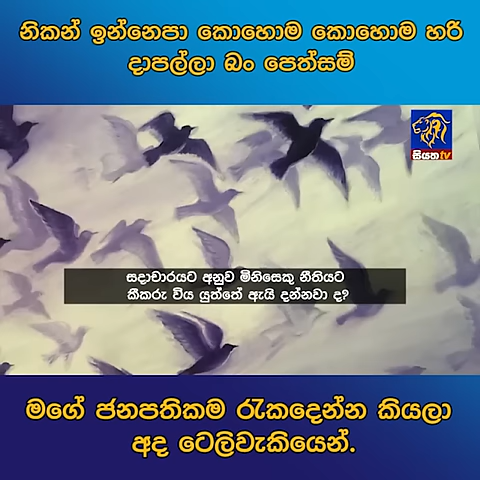 නිකන් ඉන්නෙපා කොහොම කොහොම හරි
දාපල්ලා බං පෙත්සම්
සියත tv
සදාචාරයට අනුව මිනිසෙකු නීතියට
කීකරු විය යුත්තේ ඇයි දන්නවා ද?
මගේ ජනපතිකම රැකදෙන්න කියලා
අද ටෙලිවැකියෙන්.